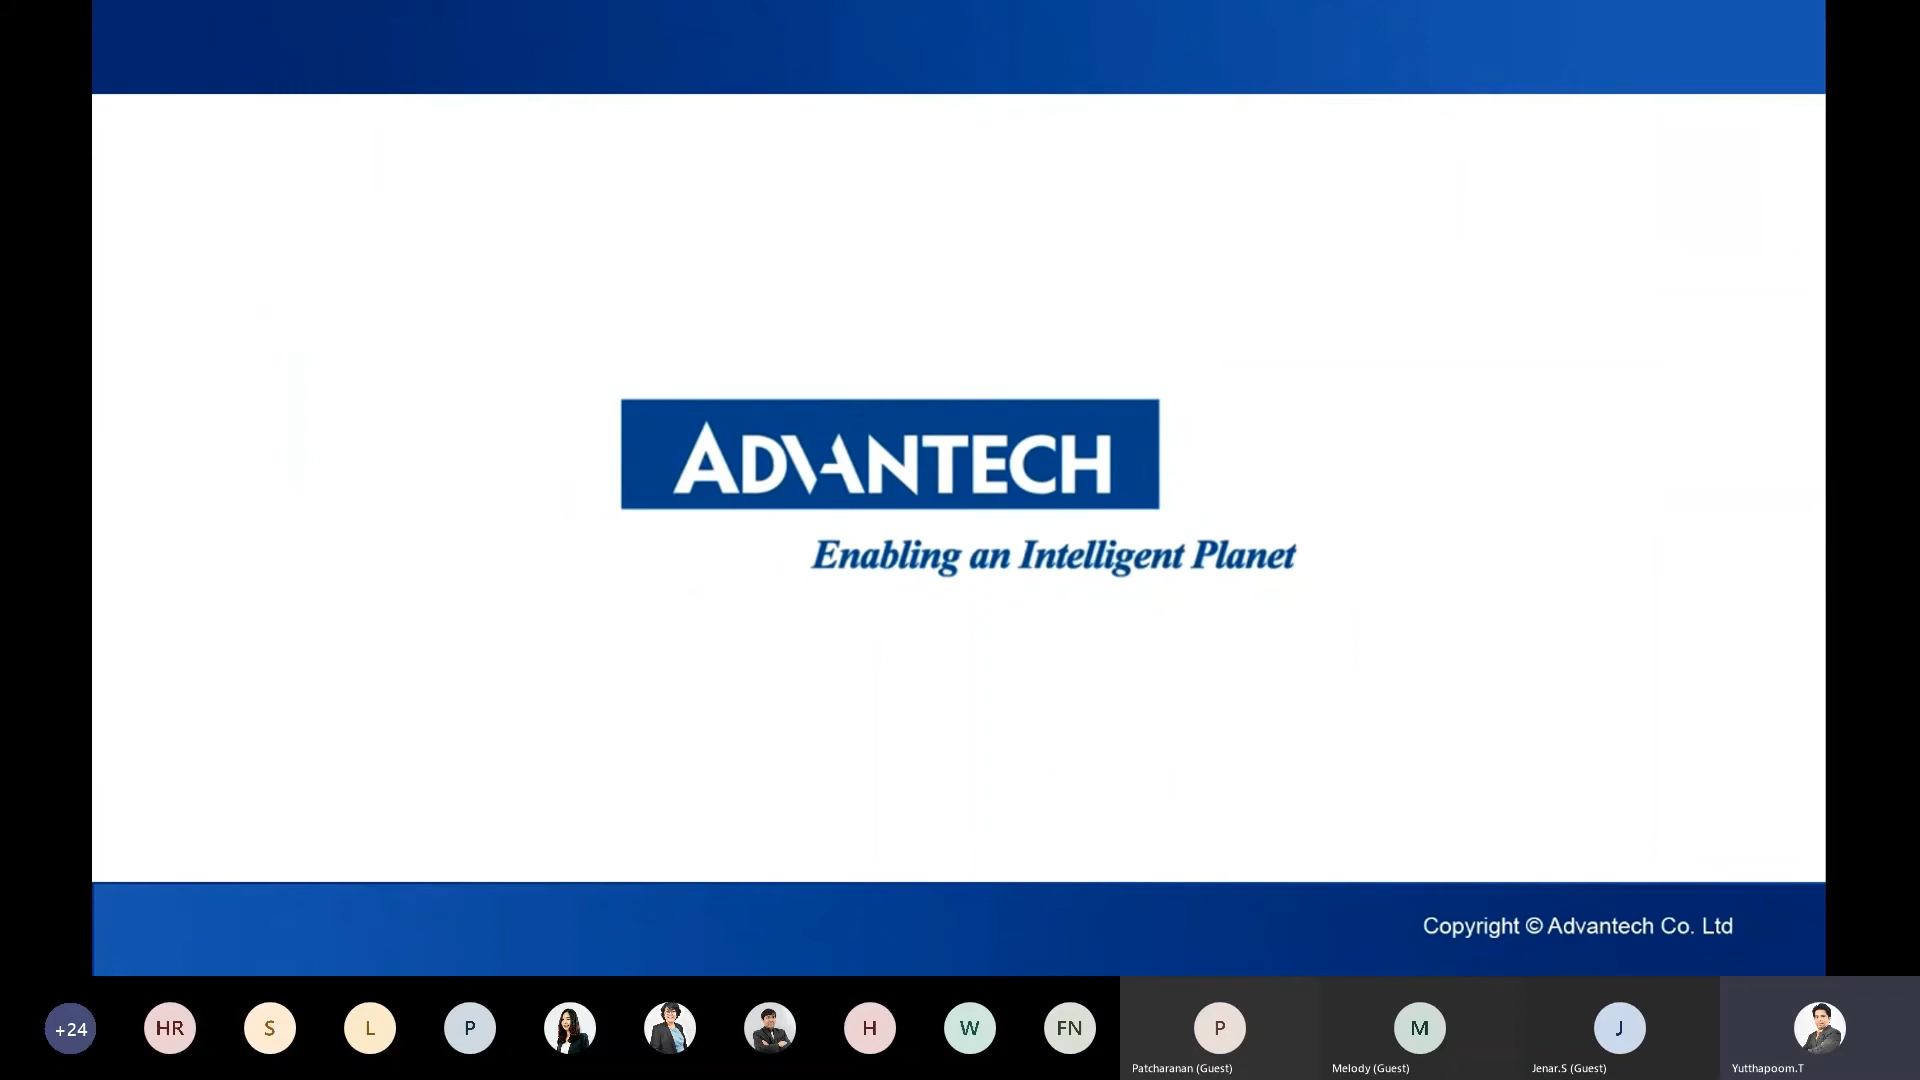 ADVANTECH
Enabling an Intelligent Planet
Copyright © Advantech Co. Ltd
+24
HR
S
L
P
H
W
FN
P
M
J
Patcharanan (Guest)
Melody (Guest)
Jenar.S (Guest)
Yutthapoom.T